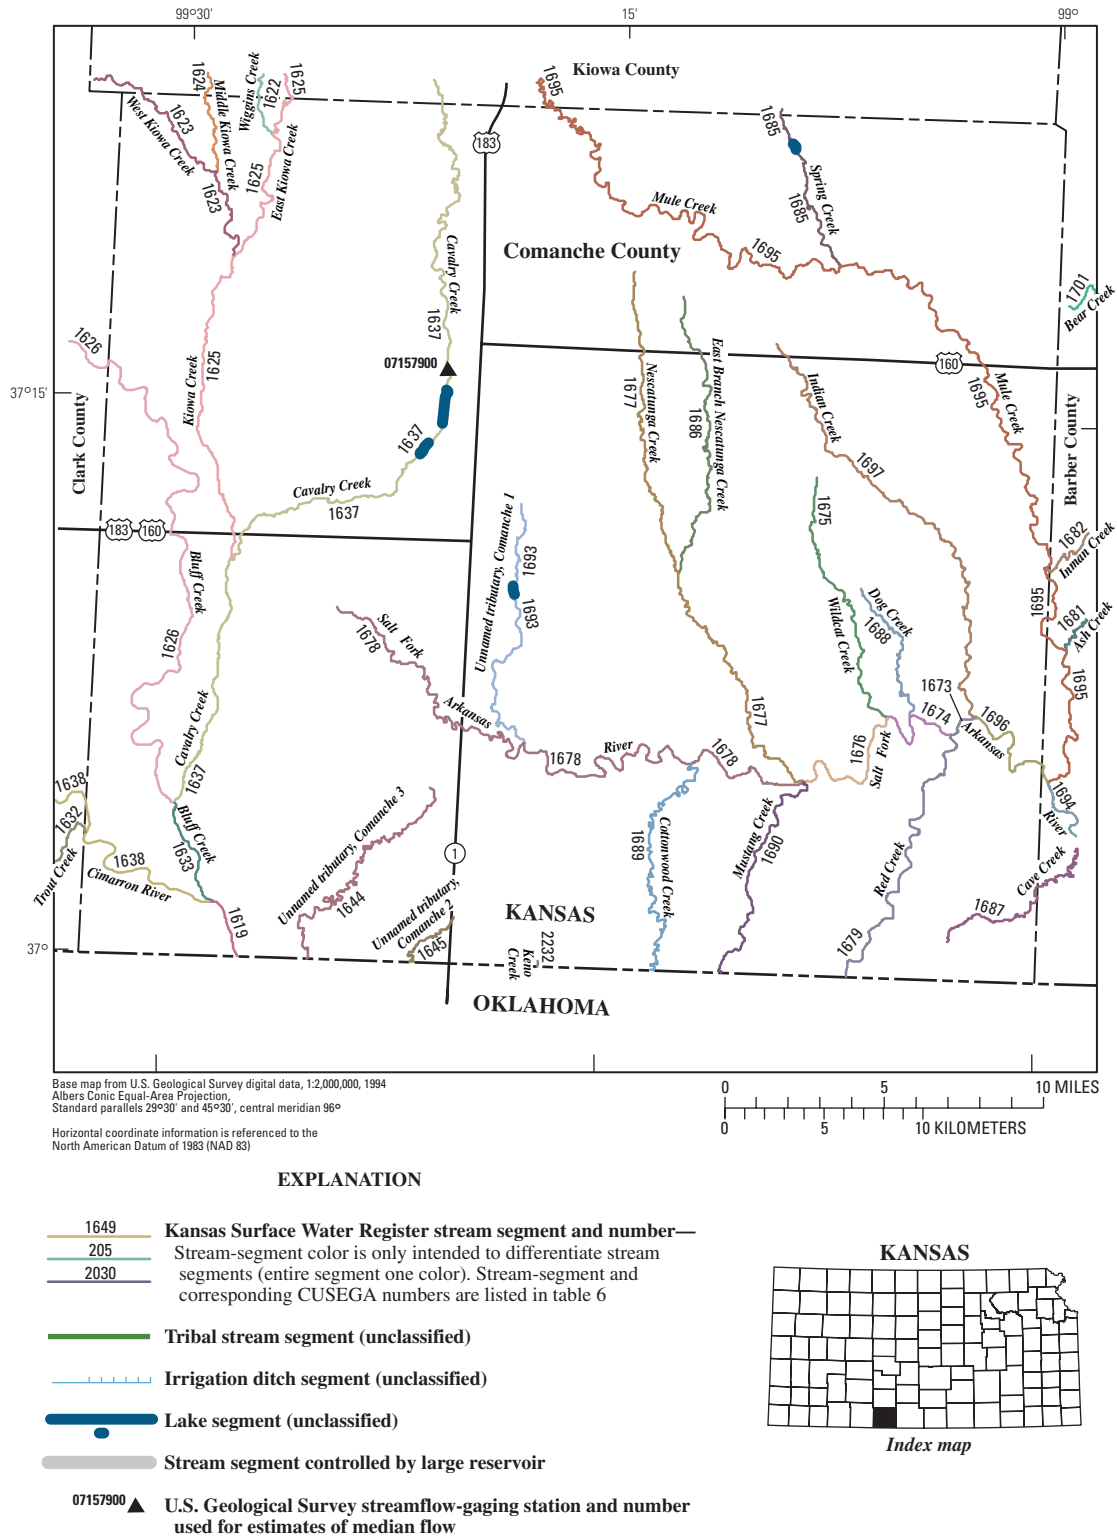 99°30'
15'
99°
Kiowa County
1624
Middle Kiowa Creek
Wiggins Creek
1622
1625
1695
183
West Kiowa Creek
1623
1623
1625
East Kiowa Creek
1685
1685
Spring Creek
Mule Creek
1695
Comanche County
Cavalry Creek
1637
1701
Bear Creek
1626
Kiowa Creek
1625
07157900
37°15'
Clark County
1637
Nescatunga Creek
1677
East Branch Nescatunga Creek
1686
Indian Creek
1697
160
Mule Creek
1695
Barber County
Cavalry Creek
1637
183
160
Unnamed tributary, Comanche 1
1693
1693
1675
Wildcat Creek
Dog Creek
1688
1682
Inman Creek
1695
1681
Ash Creek
1695
Bluff Creek
1626
Salt Fork
1678
Arkansas
1678
River
1678
1677
1673
1674
1676
Salt Fork
Arkansas
1696
1694
River
Cavalry Creek
1637
1638
1632
Trout Creek
1638
Cimarron River
Bluff Creek
1633
1619
Unnamed tributary, Comanche 3
1644
1
Unnamed tributary,
Comanche 2
1645
Cottonwood Creek
1689
Mustang Creek
1690
Red Creek
1679
Cave Creek
1687
KANSAS
Keno
Creek
2232
37°
OKLAHOMA
Base map from U.S. Geological Survey digital data, 1:2,000,000, 1994
Albers Conic Equal-Area Projection,
Standard parallels 29°30' and 45°30', central meridian 96°
Horizontal coordinate information is referenced to the
North American Datum of 1983 (NAD 83)
0 5 10 MILES
0 5 10 KILOMETERS
EXPLANATION
1649
205
2030
Kansas Surface Water Register stream segment and number—
Stream-segment color is only intended to differentiate stream
segments (entire segment one color). Stream-segment and
corresponding CUSEGA numbers are listed in table 6
Tribal stream segment (unclassified)
Irrigation ditch segment (unclassified)
Lake segment (unclassified)
Stream segment controlled by large reservoir
07157900
U.S. Geological Survey streamflow-gaging station and number
used for estimates of median flow
KANSAS
Index map